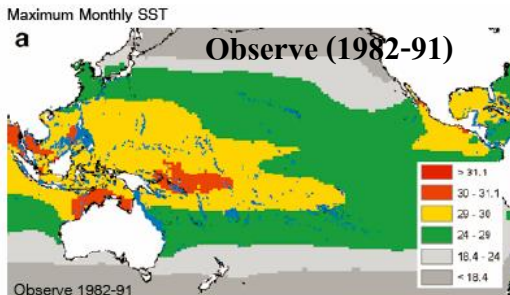 Maximum Monthly SST
a
Observe (1982-91)
> 31.1
30 - 31.1
29 - 30
24 - 29
18.4 - 24
< 18.4
Observe 1982-91